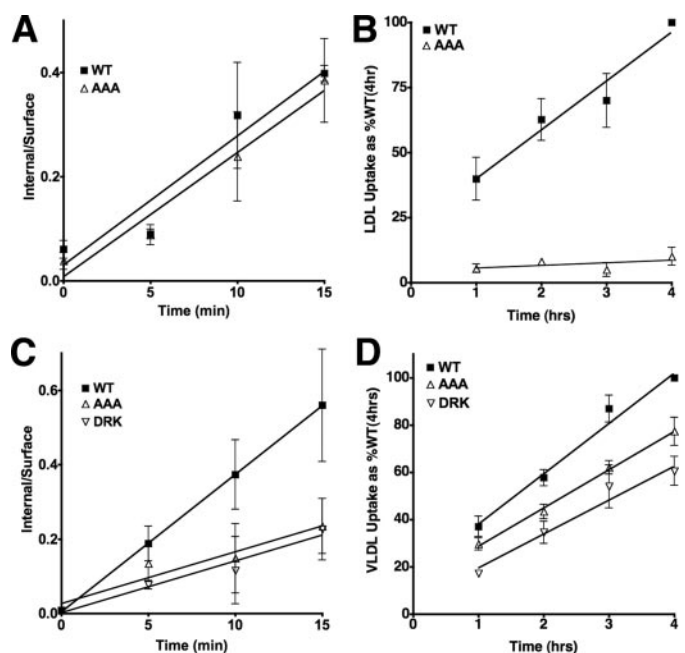 A
WT
AAA
Internal/Surface
0.4
0.2
0.0
0
5
10
15
Time (min)
B
WT
AAA
LDL Uptake as %WT(4hr)
100
75
50
25
0
1
2
3
4
Time (hrs)
C
WT
AAA
DRK
Internal/Surface
0.6
0.4
0.2
0.0
0
5
10
15
Time (min)
D
WT
AAA
DRK
VLDL Uptake as %WT(4hrs)
100
80
60
40
20
0
1
2
3
4
Time (hrs)